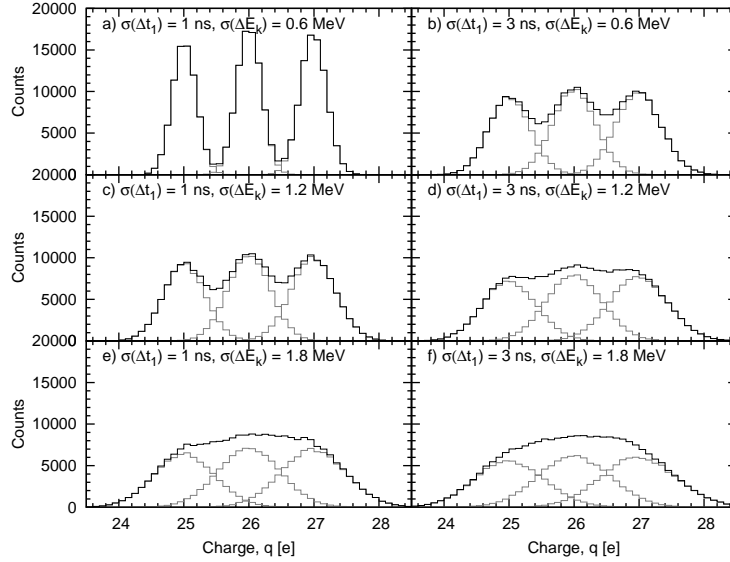 20000
15000
10000
5000
0
Counts
a) σ(Δt₁) = 1 ns, σ(ΔEₖ) = 0.6 MeV
b) σ(Δt₁) = 3 ns, σ(ΔEₖ) = 0.6 MeV
20000
15000
10000
5000
0
Counts
c) σ(Δt₁) = 1 ns, σ(ΔEₖ) = 1.2 MeV
d) σ(Δt₁) = 3 ns, σ(ΔEₖ) = 1.2 MeV
20000
15000
10000
5000
0
Counts
e) σ(Δt₁) = 1 ns, σ(ΔEₖ) = 1.8 MeV
f) σ(Δt₁) = 3 ns, σ(ΔEₖ) = 1.8 MeV
24 25 26 27 28
24 25 26 27 28
Charge, q [e]
Charge, q [e]